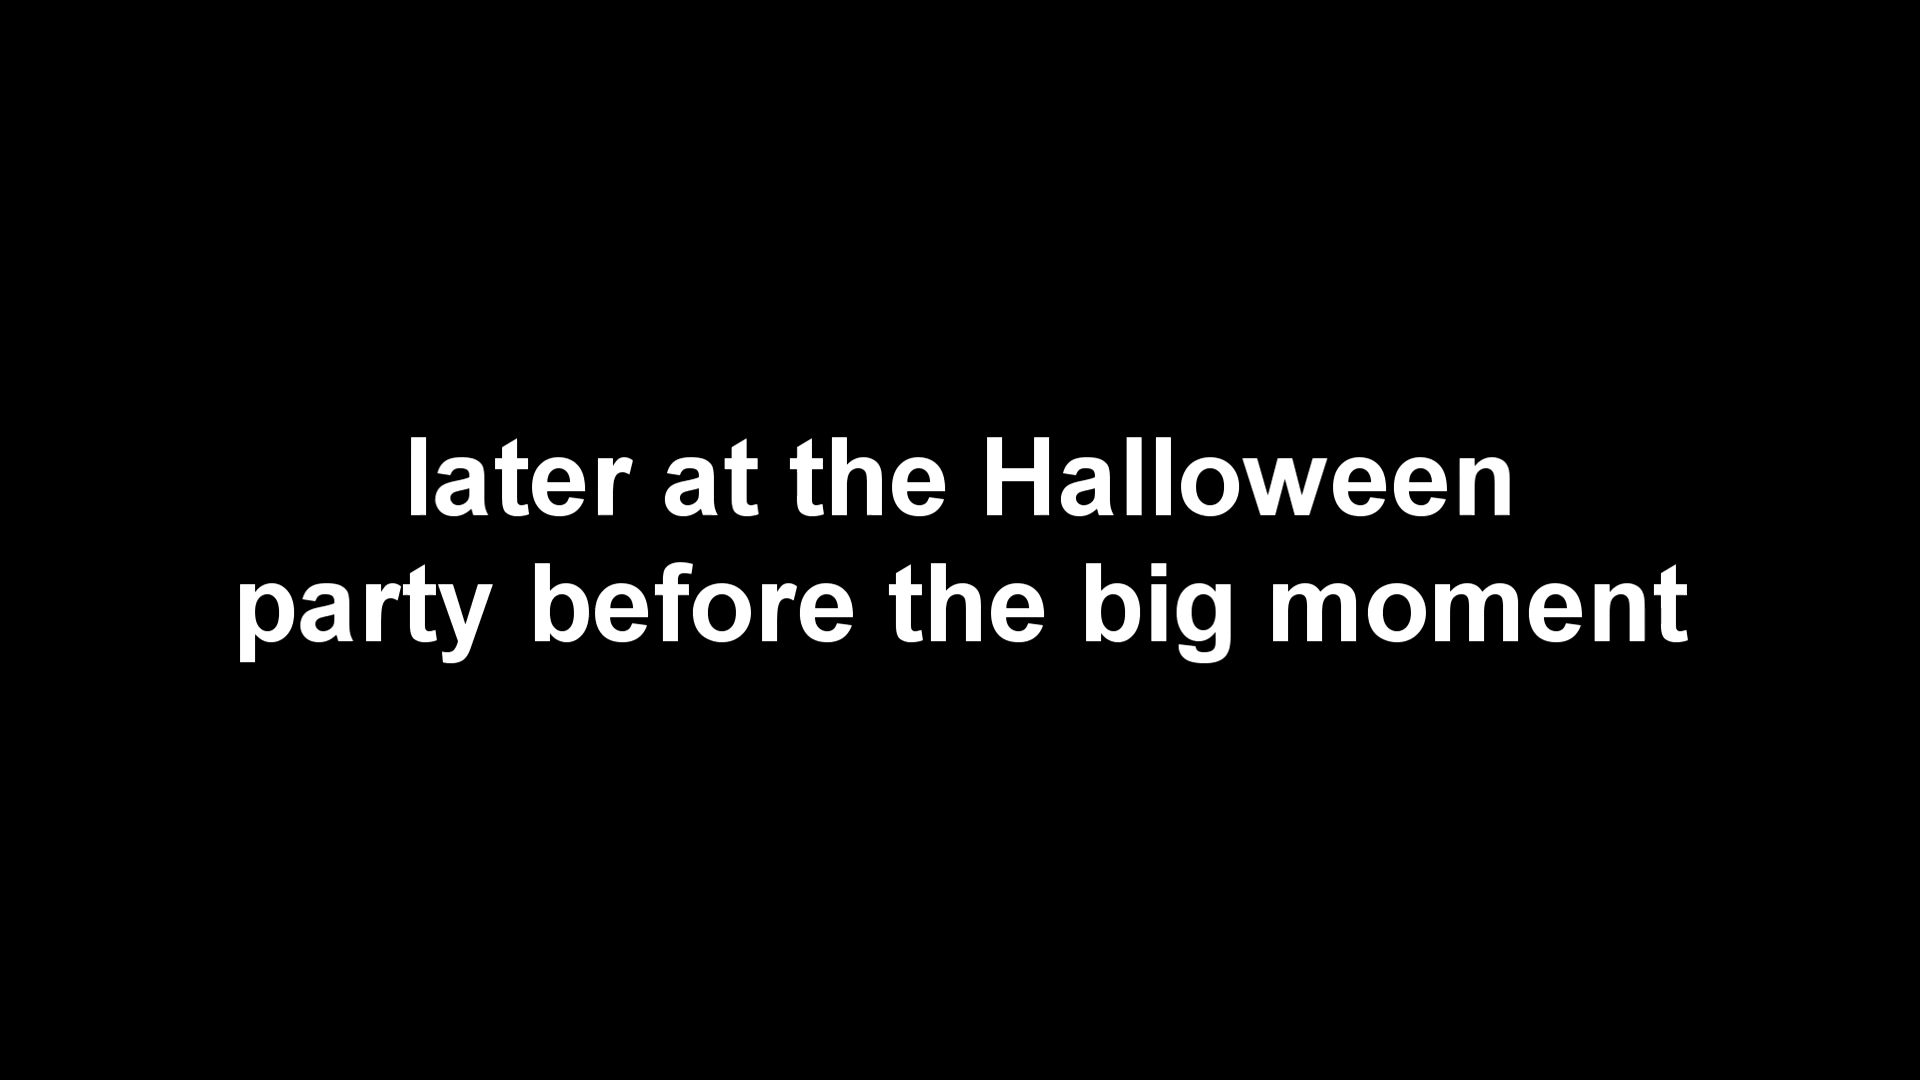 later at the Halloween
party before the big moment